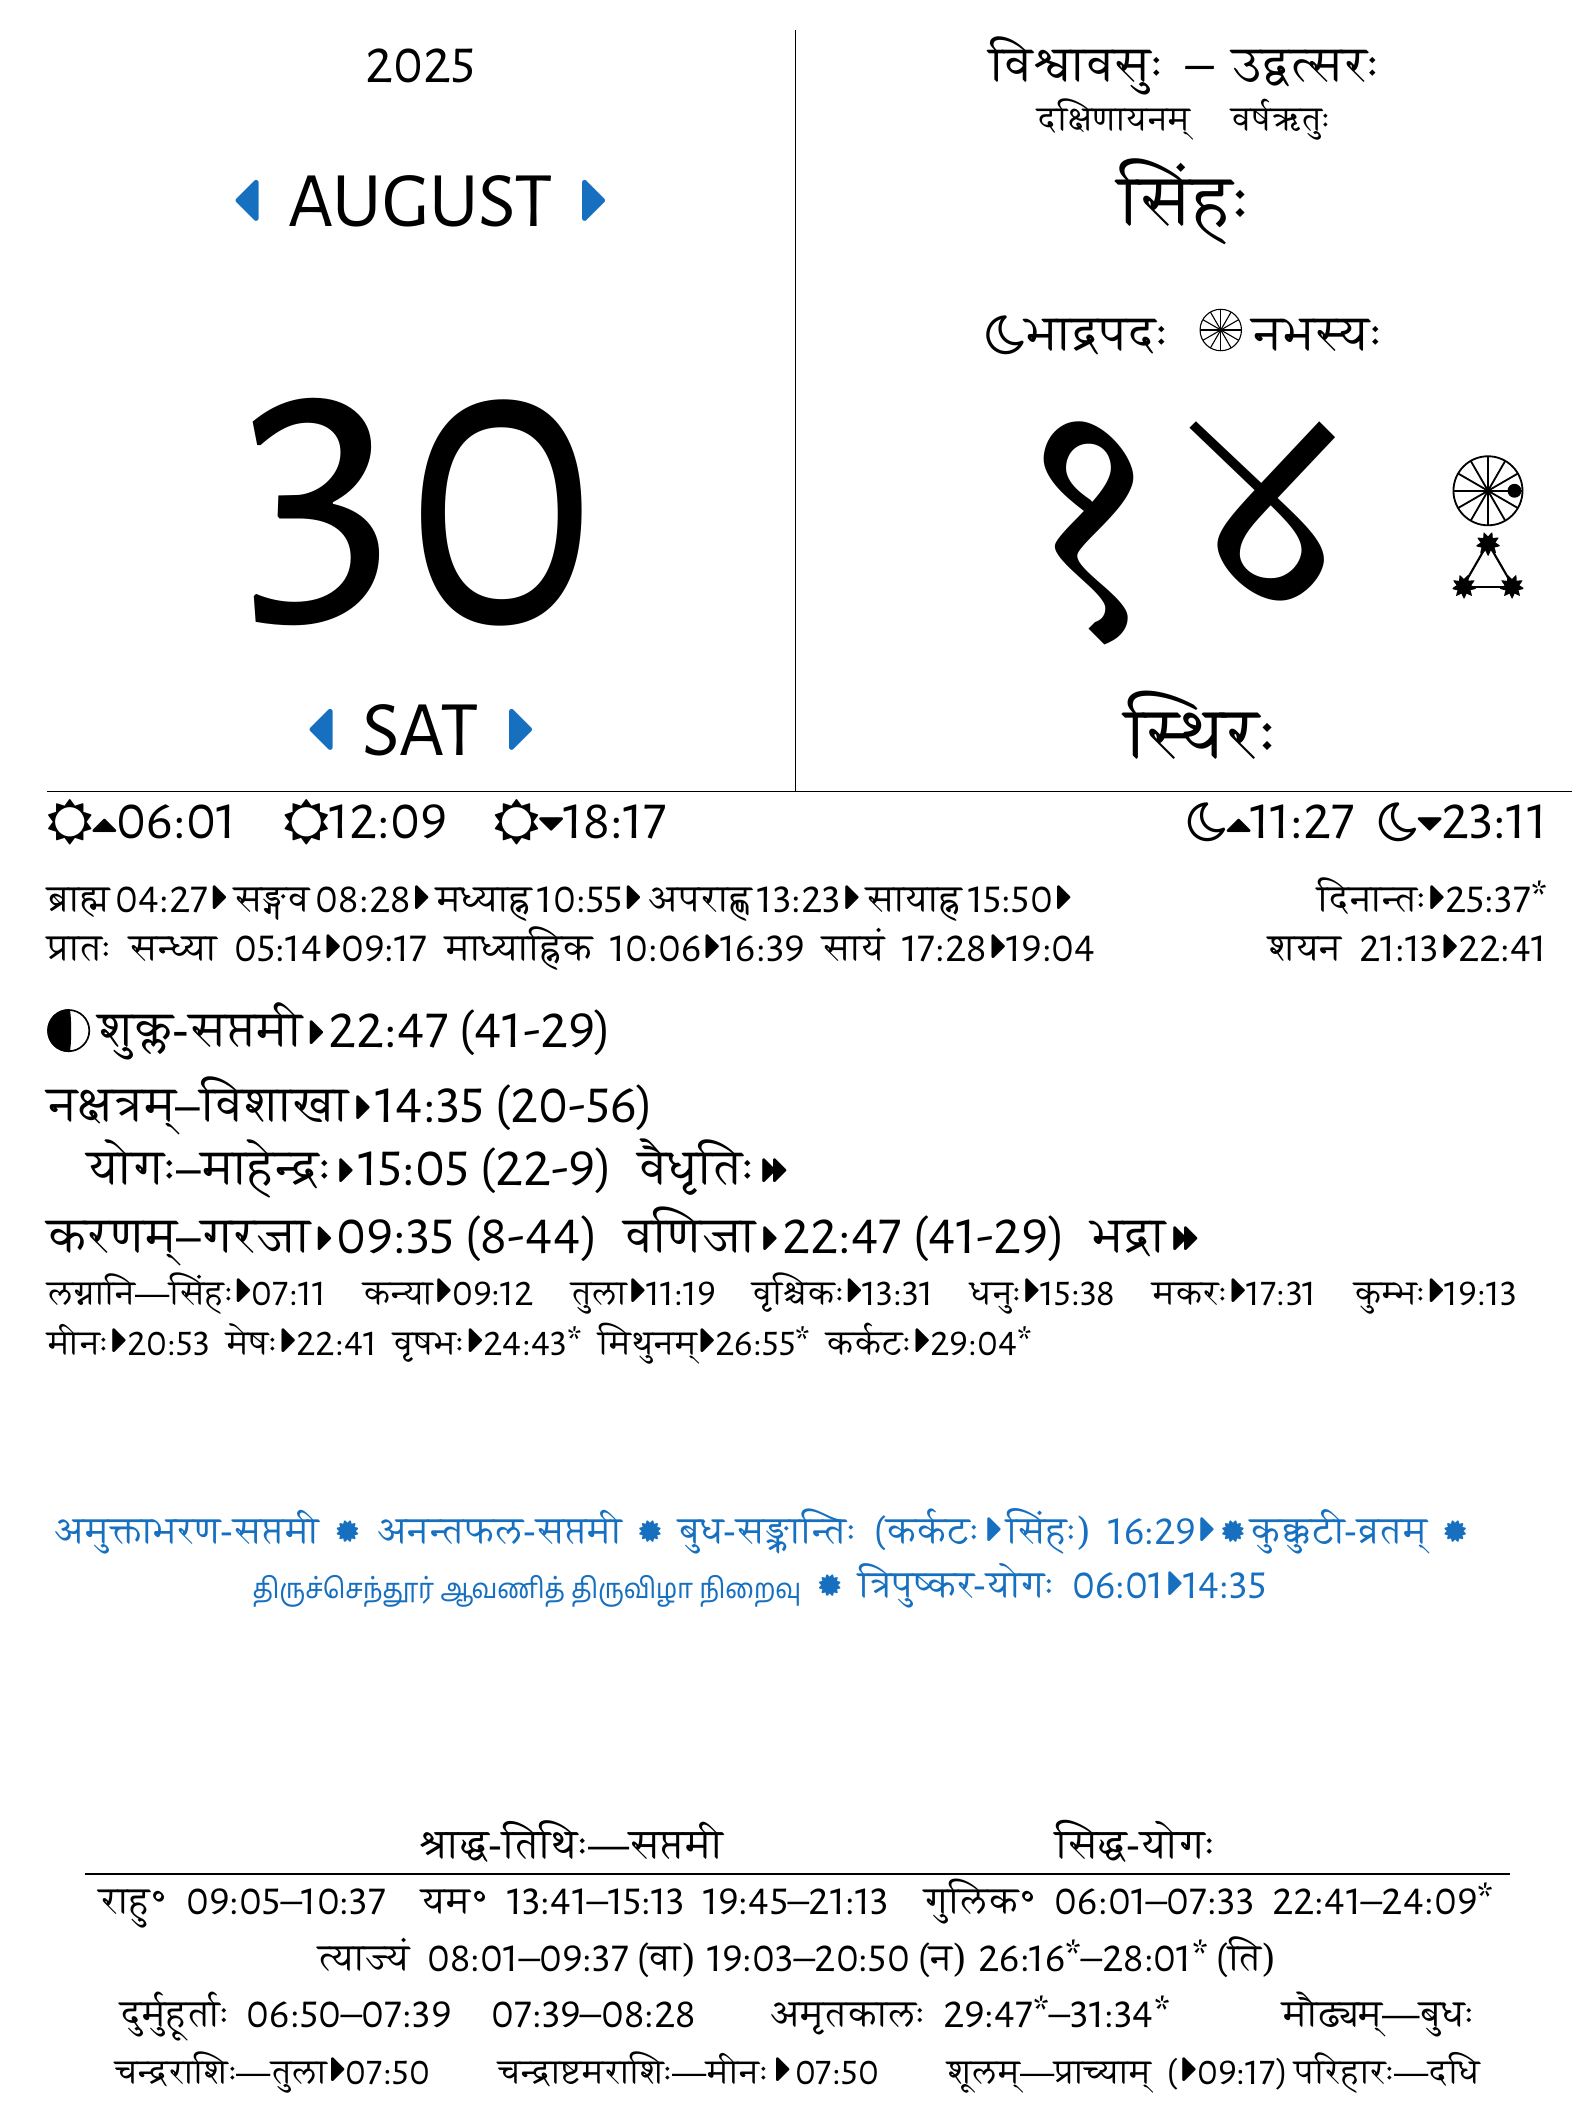 2025
AUGUST
30
SAT
विश्वावसुः – उद्वत्सरः
दक्षिणायनम् वर्षऋतुः
सिंहः
भाद्रपदः नभस्यः
१४
स्थिरः
06:01 12:09 18:17 11:27 23:11
ब्राह्म 04:27 सङ्गव 08:28 मध्याह्न 10:55 अपराह्ण 13:23 सायाह्न 15:50 दिनान्तः 25:37*
प्रातः सन्ध्या 05:14 09:17 माध्याह्निक 10:06 16:39 सायं 17:28 19:04 शयन 21:13 22:41
शुक्ल-सप्तमी 22:47 (41-29)
नक्षत्रम्–विशाखा 14:35 (20-56)
योगः–माहेन्द्रः 15:05 (22-9) वैधृतिः
करणम्–गरजा 09:35 (8-44) वणिजा 22:47 (41-29) भद्रा
लग्नानि—सिंहः 07:11 कन्या 09:12 तुला 11:19 वृश्चिकः 13:31 धनुः 15:38 मकरः 17:31 कुम्भः 19:13
मीनः 20:53 मेषः 22:41 वृषभः 24:43* मिथुनम् 26:55* कर्कटः 29:04*
अमुक्ताभरण-सप्तमी ✹ अनन्तफल-सप्तमी ✹ बुध-सङ्क्रान्तिः (कर्कटः सिंहः) 16:29 ✹ कुक्कुटी-व्रतम् ✹
திருச்செந்தூர் ஆவணித் திருவிழா நிறைவு ✹ त्रिपुष्कर-योगः 06:01 14:35
श्राद्ध-तिथिः—सप्तमी सिद्ध-योगः
राहु॰ 09:05–10:37 यम॰ 13:41–15:13 19:45–21:13 गुलिक॰ 06:01–07:33 22:41–24:09*
त्याज्यं 08:01–09:37 (वा) 19:03–20:50 (न) 26:16*–28:01* (ति)
दुर्मुहूर्ताः 06:50–07:39 07:39–08:28 अमृतकालः 29:47*–31:34* मौढ्यम्—बुधः
चन्द्रराशिः—तुला 07:50 चन्द्राष्टमराशिः—मीनः 07:50 शूलम्—प्राच्याम् ( 09:17) परिहारः—दधि